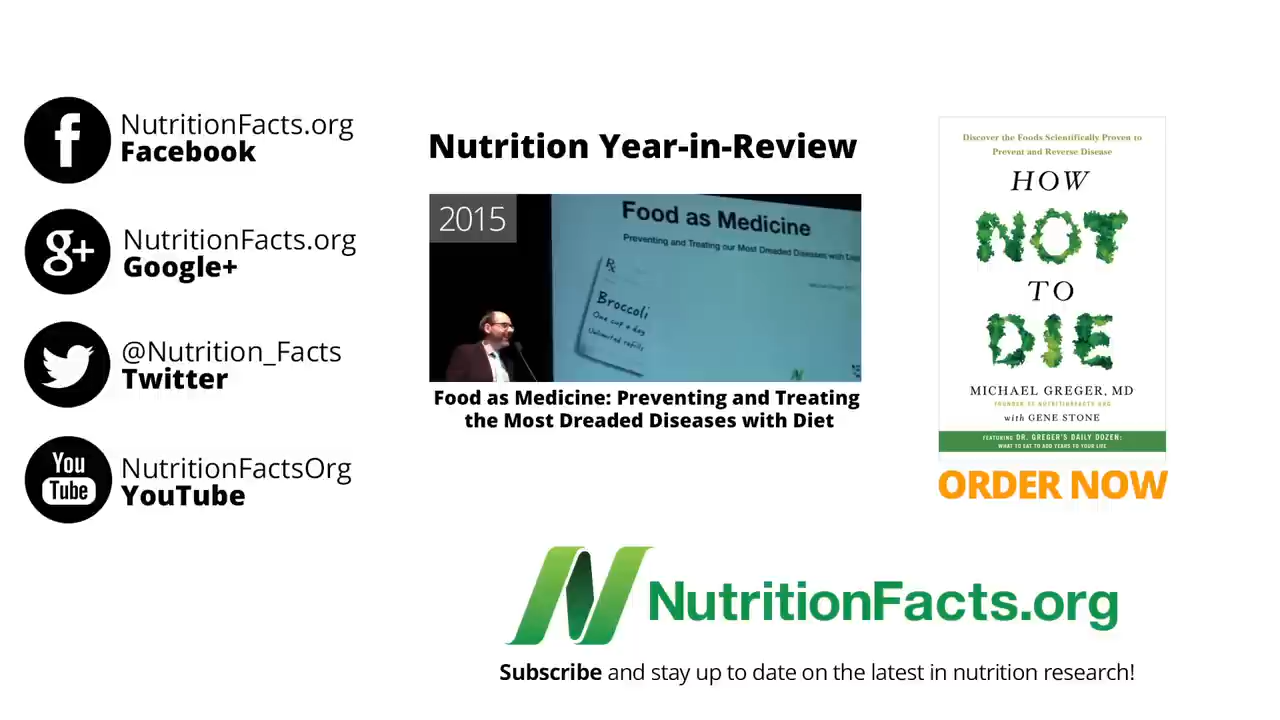 NutritionFacts.org
Facebook
NutritionFacts.org
Google+
@Nutrition_Facts
Twitter
You
Tube
NutritionFactsOrg
YouTube
Nutrition Year-in-Review
2015
Food as Medicine
Preventing and Treating our Most Dreaded Diseases with Diet
Rx
Broccoli
One cup a day
Unlimited refills
Food as Medicine: Preventing and Treating
the Most Dreaded Diseases with Diet
Discover the Foods Scientifically Proven to
Prevent and Reverse Disease
HOW
NOT
TO
DIE
MICHAEL GREGER, MD
FOUNDER OF NUTRITIONFACTS.ORG
with GENE STONE
FEATURING DR. GREGER'S DAILY DOZEN:
WHAT TO EAT TO ADD YEARS TO YOUR LIFE
ORDER NOW
NutritionFacts.org
Subscribe and stay up to date on the latest in nutrition research!